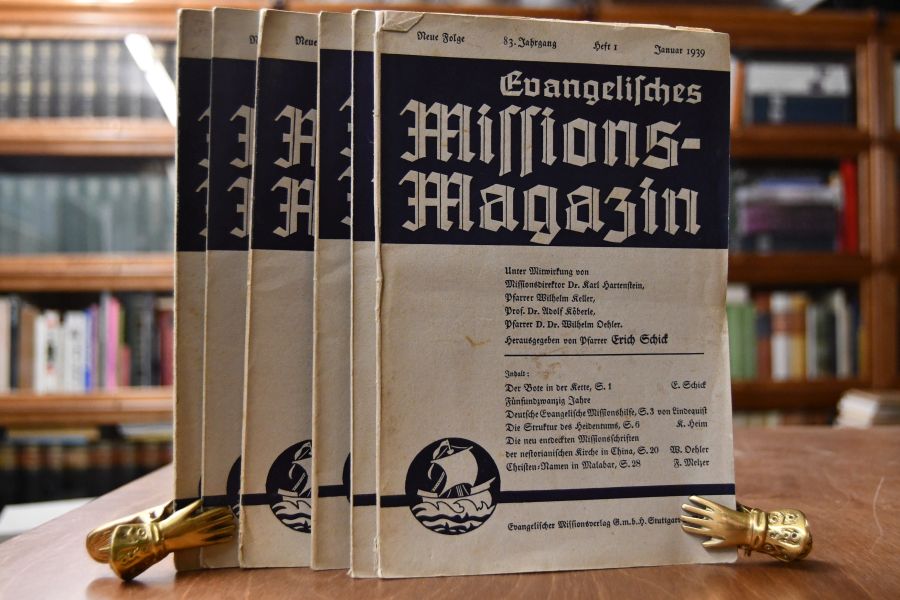 Neue Folge 83. Jahrgang Heft 1 Januar 1939
Evangeliſches
Miſſions-
Magazin
Unter Mitwirkung von
Miſſionsdirektor Dr. Karl Hartenſtein,
Pfarrer Wilhelm Keller,
Prof. Dr. Adolf Köberle,
Pfarrer D. Dr. Wilhelm Oehler.
Herausgegeben von Pfarrer Erich Schick
Inhalt:
Der Bote in der Kette, S. 1 E. Schick
Fünfundzwanzig Jahre
Deutſche Evangeliſche Miſſionshilfe, S. 3 von Lindequiſt
Die Struktur des Heidentums, S. 6 K. Heim
Die neu entdeckten Miſſionsſchriften
der neſtorianiſchen Kirche in China, S. 20 W. Oehler
Chriſten-Namen in Malabar, S. 28 F. Melzer
Evangeliſcher Miſſionsverlag G.m.b.H. Stuttgart
Neue